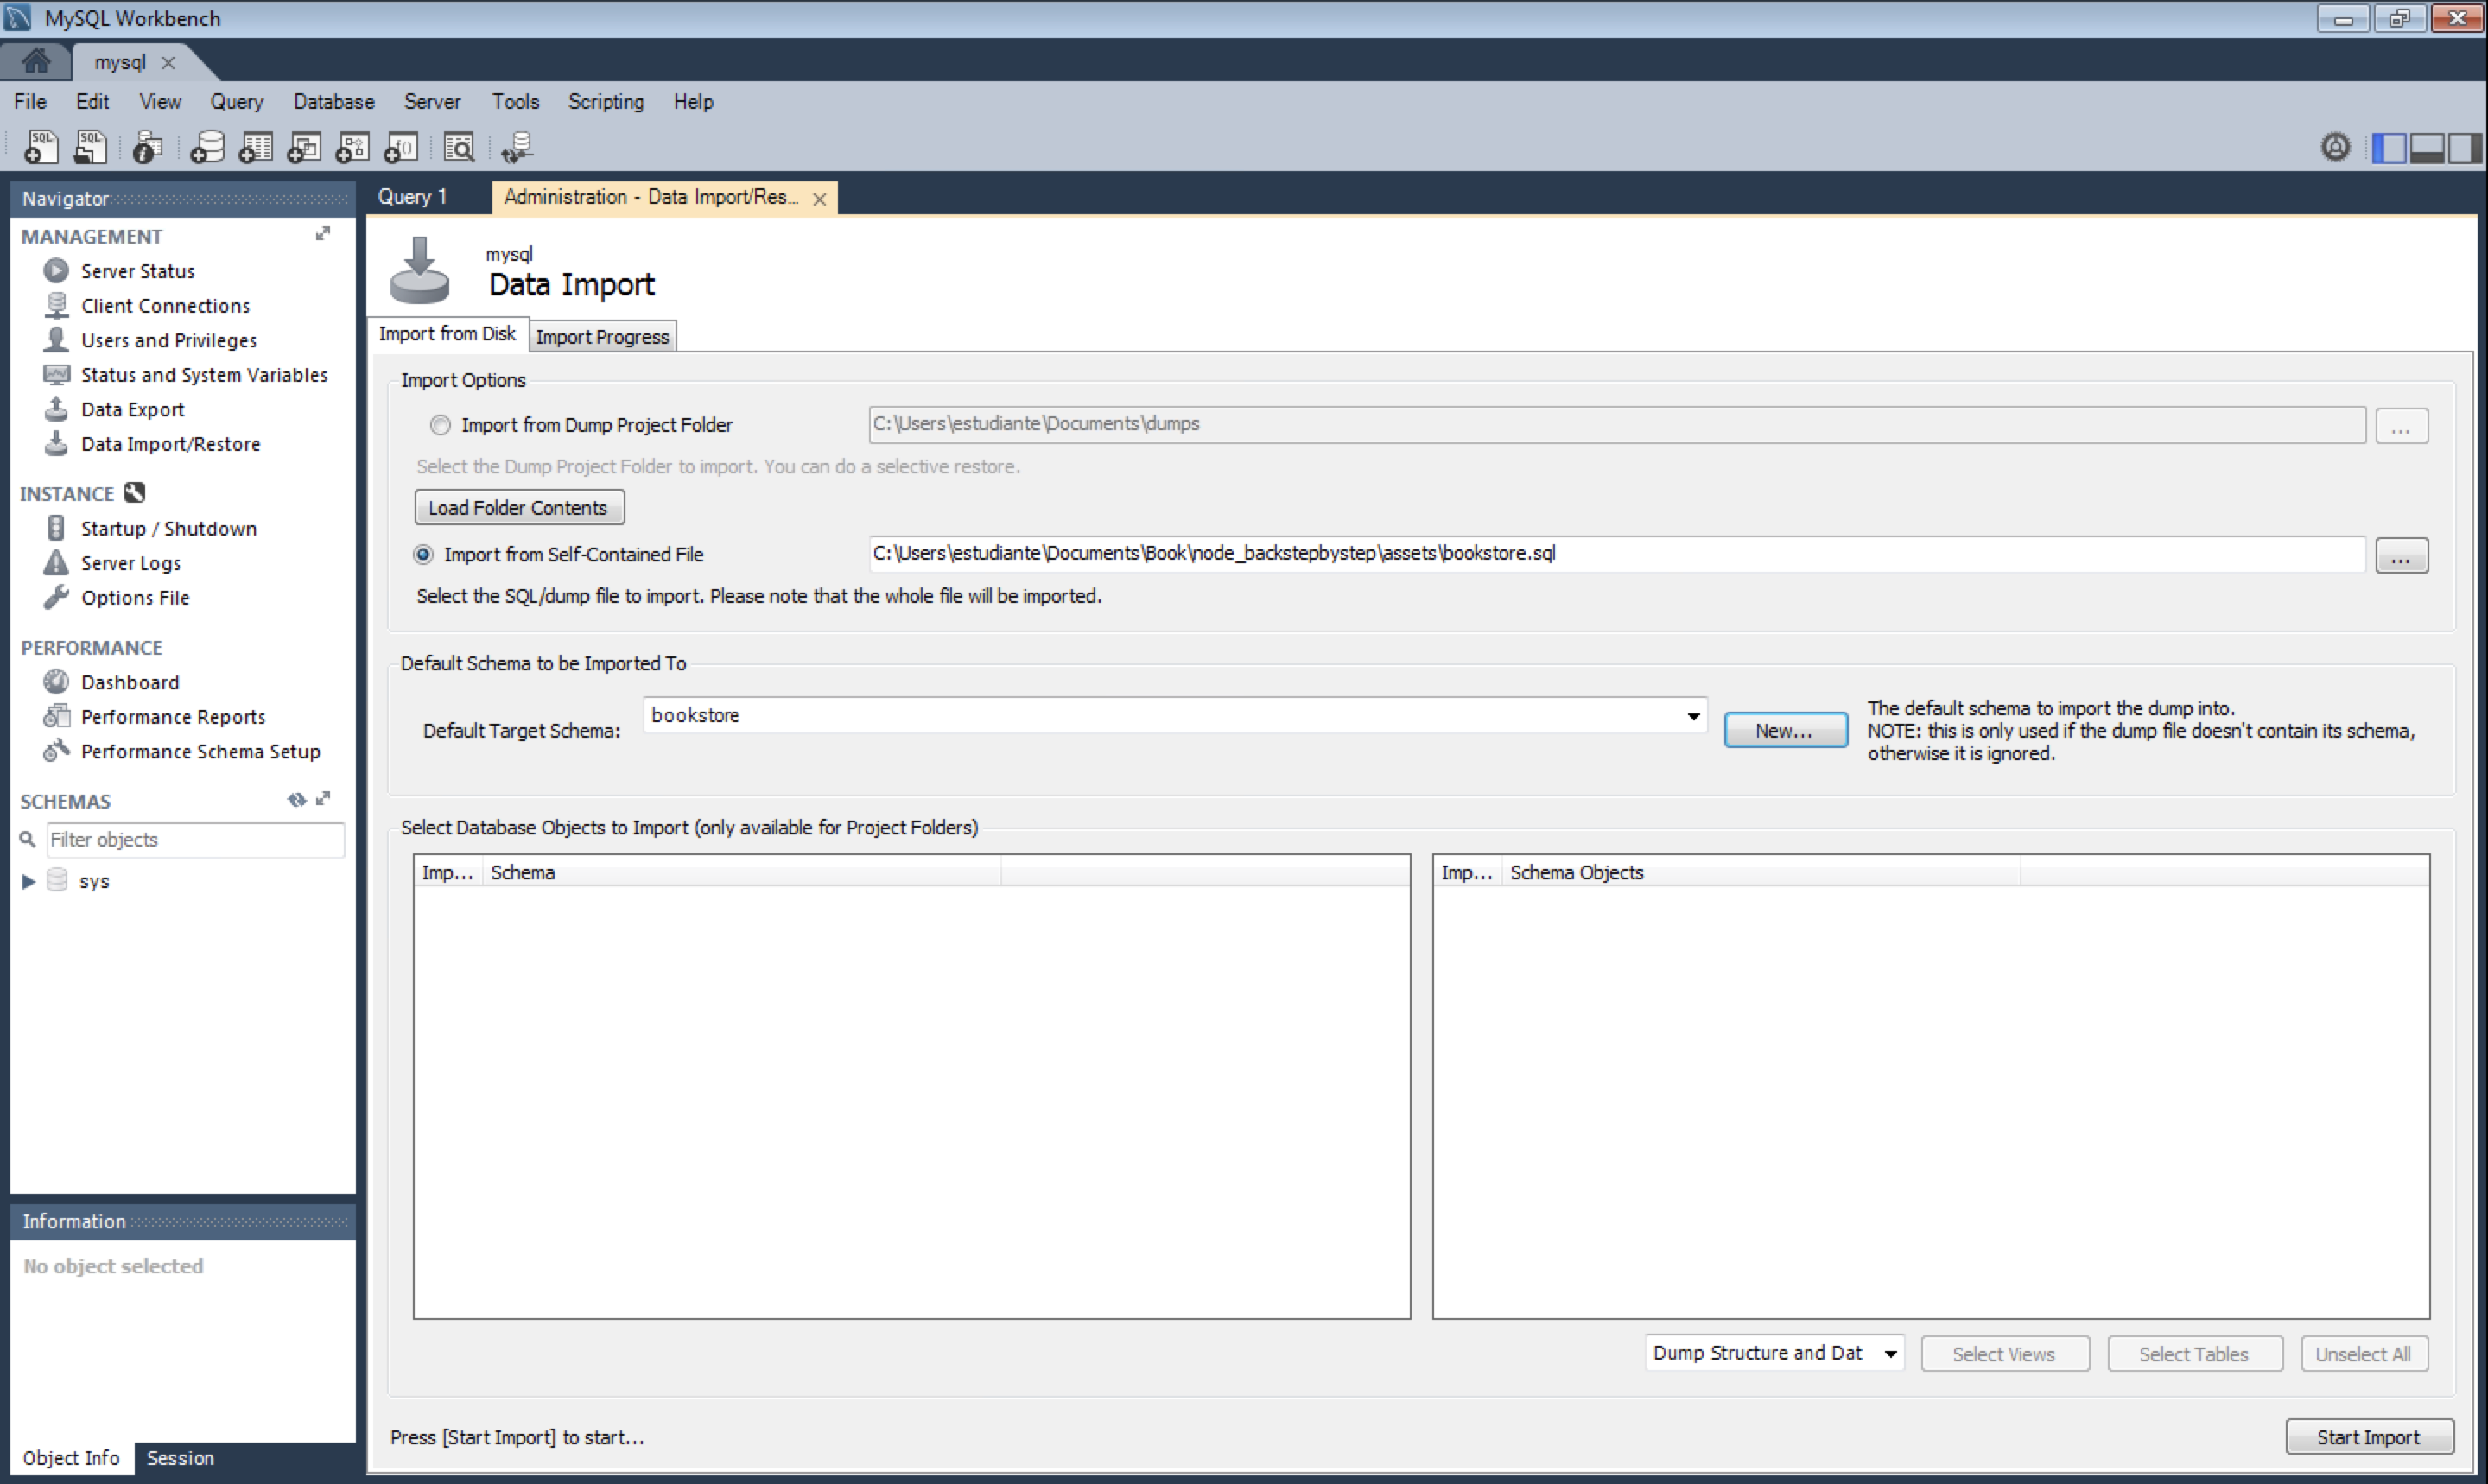 MySQL Workbench
mysql
File Edit View Query Database Server Tools Scripting Help
SQL SQL
Navigator
MANAGEMENT
Server Status
Client Connections
Users and Privileges
Status and System Variables
Data Export
Data Import/Restore
INSTANCE
Startup / Shutdown
Server Logs
Options File
PERFORMANCE
Dashboard
Performance Reports
Performance Schema Setup
SCHEMAS
Filter objects
sys
Information
No object selected
Object Info Session
Query 1 Administration - Data Import/Res...
mysql
Data Import
Import from Disk Import Progress
Import Options
Import from Dump Project Folder C:\Users\estudiante\Documents\dumps ...
Select the Dump Project Folder to import. You can do a selective restore.
Load Folder Contents
Import from Self-Contained File C:\Users\estudiante\Documents\Book\node_backstepbystep\assets\bookstore.sql ...
Select the SQL/dump file to import. Please note that the whole file will be imported.
Default Schema to be Imported To
Default Target Schema: bookstore New...
The default schema to import the dump into.
NOTE: this is only used if the dump file doesn't contain its schema,
otherwise it is ignored.
Select Database Objects to Import (only available for Project Folders)
Imp... Schema
Imp... Schema Objects
Dump Structure and Dat Select Views Select Tables Unselect All
Press [Start Import] to start... Start Import